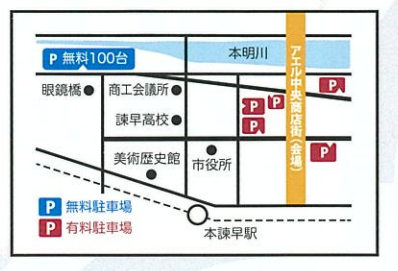 本明川
P 無料100台
アエル中央商店街(会場)
眼鏡橋
商工会議所
P
P
P
P
諫早高校
P
美術歴史館
市役所
P 無料駐車場
P 有料駐車場
本諫早駅